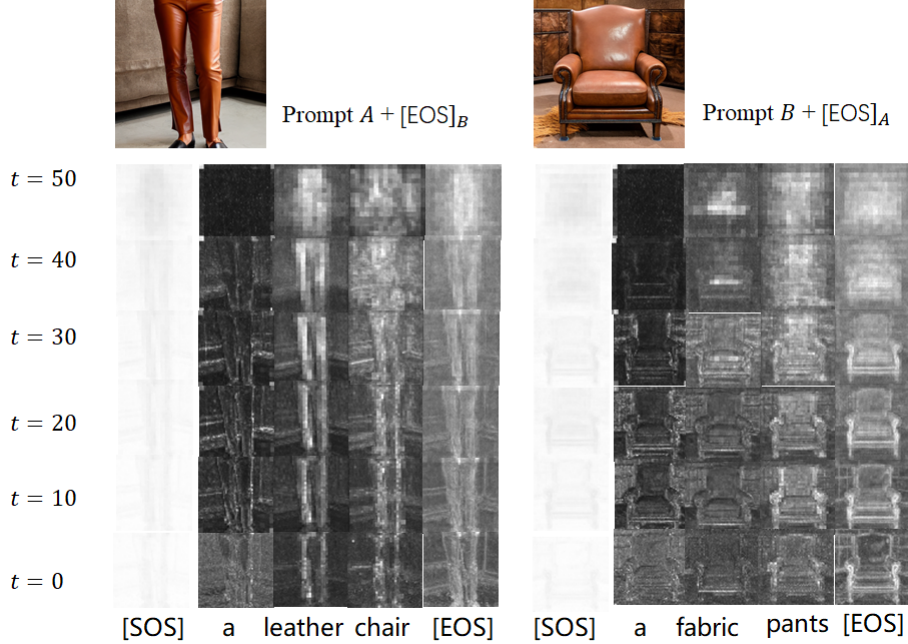 Prompt A + [EOS]B
Prompt B + [EOS]A
t = 50
t = 40
t = 30
t = 20
t = 10
t = 0
[SOS] a leather chair [EOS]
[SOS] a fabric pants [EOS]